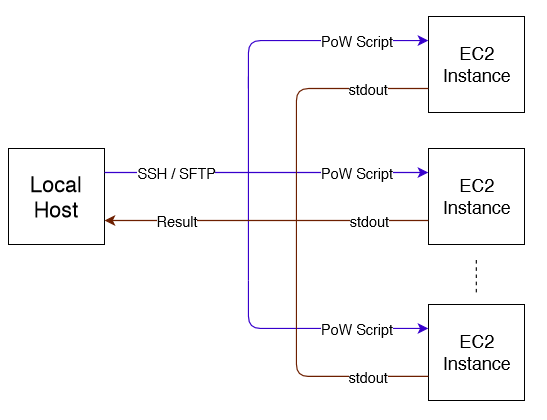 PoW Script
EC2
Instance
stdout
Local
Host
SSH / SFTP
PoW Script
EC2
Instance
Result
stdout
PoW Script
EC2
Instance
stdout